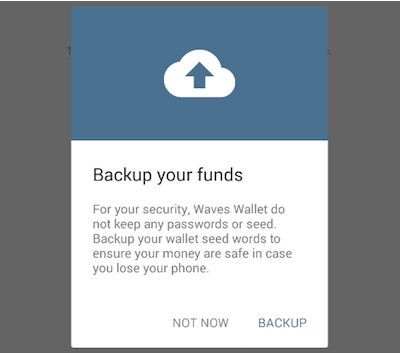 Backup your funds
For your security, Waves Wallet do
not keep any passwords or seed.
Backup your wallet seed words to
ensure your money are safe in case
you lose your phone.
NOT NOW BACKUP